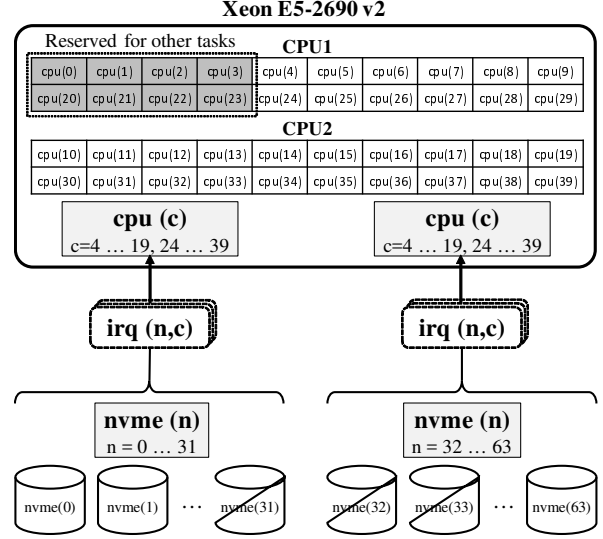 Xeon E5-2690 v2
Reserved for other tasks
CPU1
cpu(0) cpu(1) cpu(2) cpu(3) cpu(4) cpu(5) cpu(6) cpu(7) cpu(8) cpu(9)
cpu(20) cpu(21) cpu(22) cpu(23) cpu(24) cpu(25) cpu(26) cpu(27) cpu(28) cpu(29)
CPU2
cpu(10) cpu(11) cpu(12) cpu(13) cpu(14) cpu(15) cpu(16) cpu(17) cpu(18) cpu(19)
cpu(30) cpu(31) cpu(32) cpu(33) cpu(34) cpu(35) cpu(36) cpu(37) cpu(38) cpu(39)
cpu (c) cpu (c)
c=4 … 19, 24 … 39 c=4 … 19, 24 … 39
irq (n,c) irq (n,c)
nvme (n) nvme (n)
n = 0 … 31 n = 32 … 63
nvme(0) nvme(1) … nvme(31) nvme(32) nvme(33) … nvme(63)